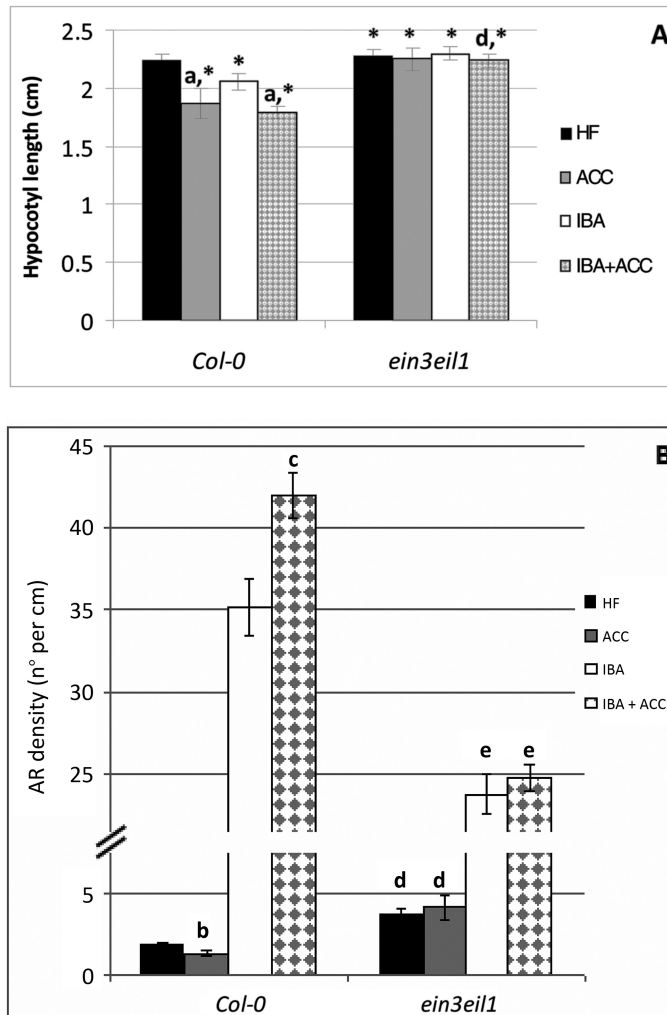 A
Hypocotyl length (cm)
2.5
2
1.5
1
0.5
0
a,*
*
a,*
*
*
*
d,*
HF
ACC
IBA
IBA+ACC
Col-0
ein3eil1
B
AR density (n° per cm)
45
40
35
30
25
5
0
b
c
d
d
e
e
HF
ACC
IBA
IBA + ACC
Col-0
ein3eil1